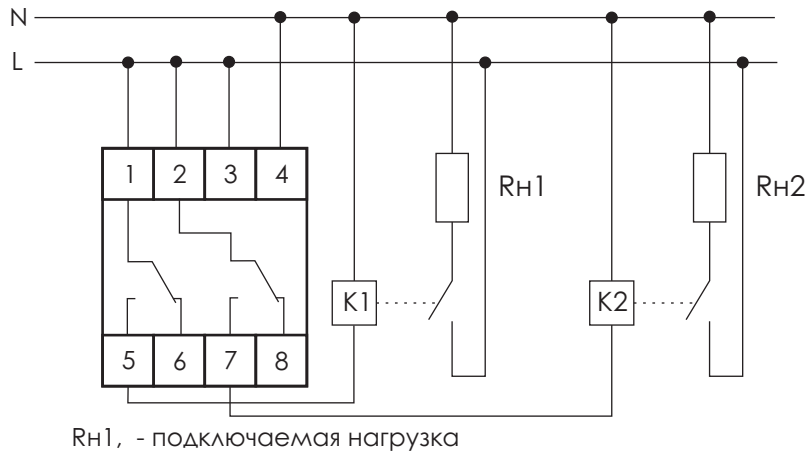 N
L
1 2 3 4
Rн1
Rн2
K1
K2
5 6 7 8
Rн1, - подключаемая нагрузка